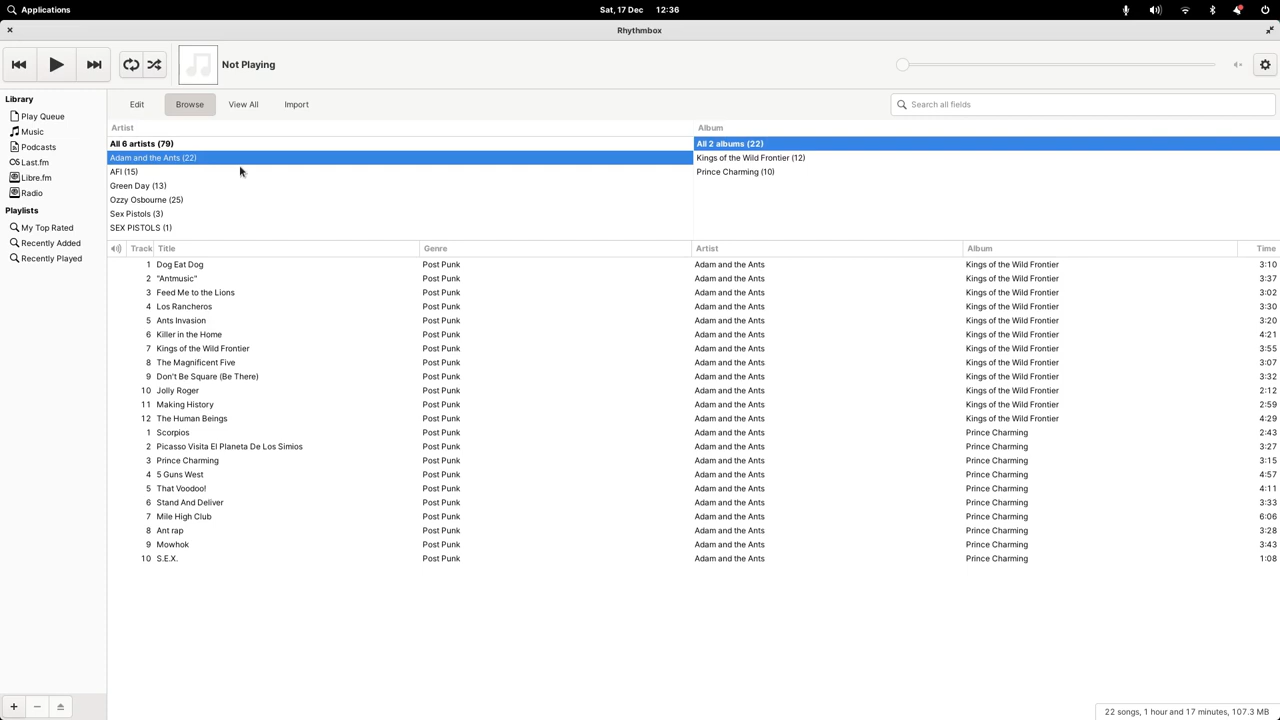 Applications
Sat, 17 Dec 12:36
Rhythmbox
Not Playing
Library
Play Queue
Music
Podcasts
Last.fm
Libre.fm
Radio
Playlists
My Top Rated
Recently Added
Recently Played
Edit Browse View All Import Search all fields
Artist
All 6 artists (79)
Adam and the Ants (22)
AFI (15)
Green Day (13)
Ozzy Osbourne (25)
Sex Pistols (3)
SEX PISTOLS (1)
Album
All 2 albums (22)
Kings of the Wild Frontier (12)
Prince Charming (10)
Track Title Genre Artist Album Time
1 Dog Eat Dog Post Punk Adam and the Ants Kings of the Wild Frontier 3:10
2 "Antmusic" Post Punk Adam and the Ants Kings of the Wild Frontier 3:37
3 Feed Me to the Lions Post Punk Adam and the Ants Kings of the Wild Frontier 3:02
4 Los Rancheros Post Punk Adam and the Ants Kings of the Wild Frontier 3:30
5 Ants Invasion Post Punk Adam and the Ants Kings of the Wild Frontier 3:20
6 Killer in the Home Post Punk Adam and the Ants Kings of the Wild Frontier 4:21
7 Kings of the Wild Frontier Post Punk Adam and the Ants Kings of the Wild Frontier 3:55
8 The Magnificent Five Post Punk Adam and the Ants Kings of the Wild Frontier 3:07
9 Don't Be Square (Be There) Post Punk Adam and the Ants Kings of the Wild Frontier 3:32
10 Jolly Roger Post Punk Adam and the Ants Kings of the Wild Frontier 2:12
11 Making History Post Punk Adam and the Ants Kings of the Wild Frontier 2:59
12 The Human Beings Post Punk Adam and the Ants Kings of the Wild Frontier 4:29
1 Scorpios Post Punk Adam and the Ants Prince Charming 2:43
2 Picasso Visita El Planeta De Los Simios Post Punk Adam and the Ants Prince Charming 3:27
3 Prince Charming Post Punk Adam and the Ants Prince Charming 3:15
4 5 Guns West Post Punk Adam and the Ants Prince Charming 4:57
5 That Voodoo! Post Punk Adam and the Ants Prince Charming 4:11
6 Stand And Deliver Post Punk Adam and the Ants Prince Charming 3:33
7 Mile High Club Post Punk Adam and the Ants Prince Charming 6:06
8 Ant rap Post Punk Adam and the Ants Prince Charming 3:28
9 Mowhok Post Punk Adam and the Ants Prince Charming 3:43
10 S.E.X. Post Punk Adam and the Ants Prince Charming 1:08
22 songs, 1 hour and 17 minutes, 107.3 MB